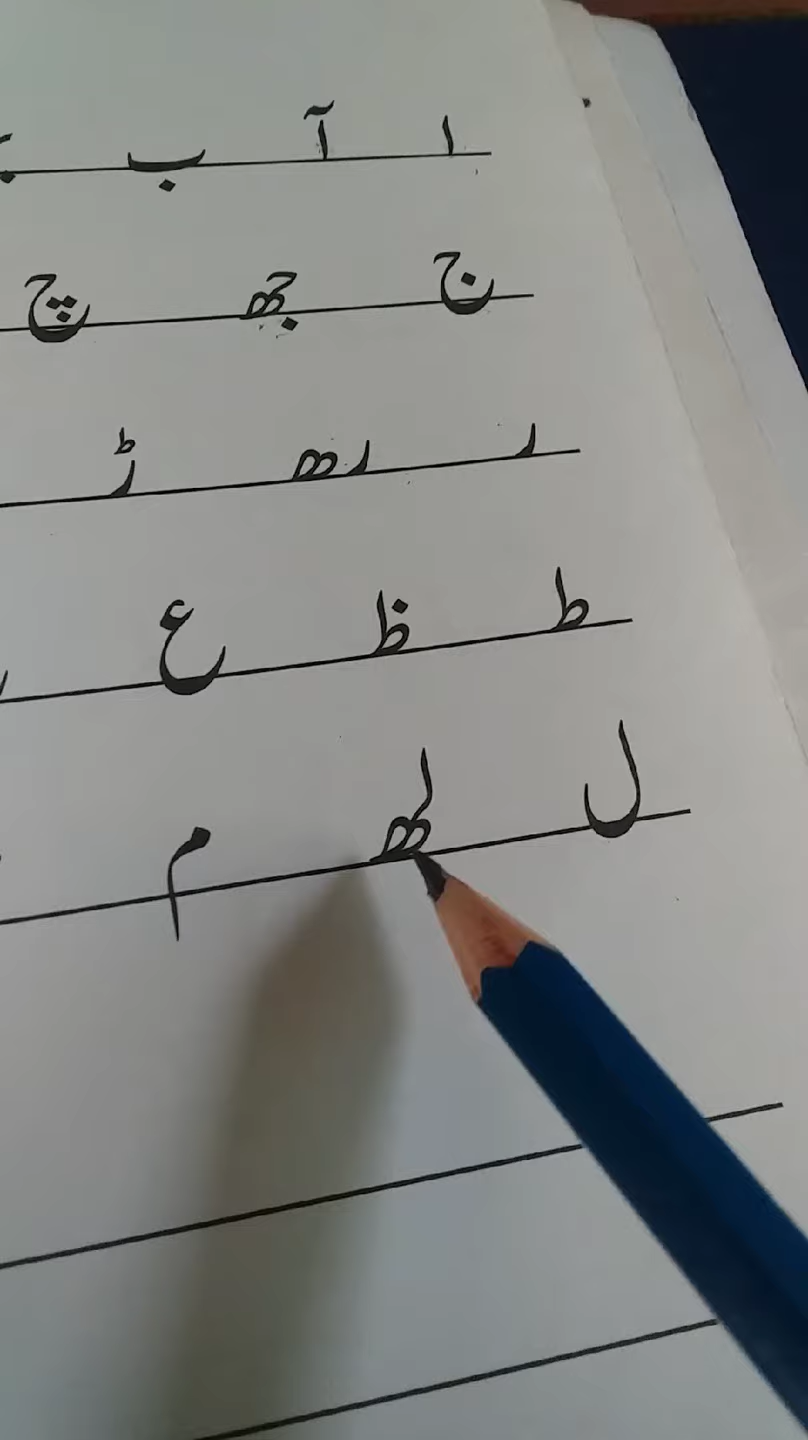 ا آ ب
ج جھ چ
ر رھ ڑ
ط ظ ع
ل لھ م